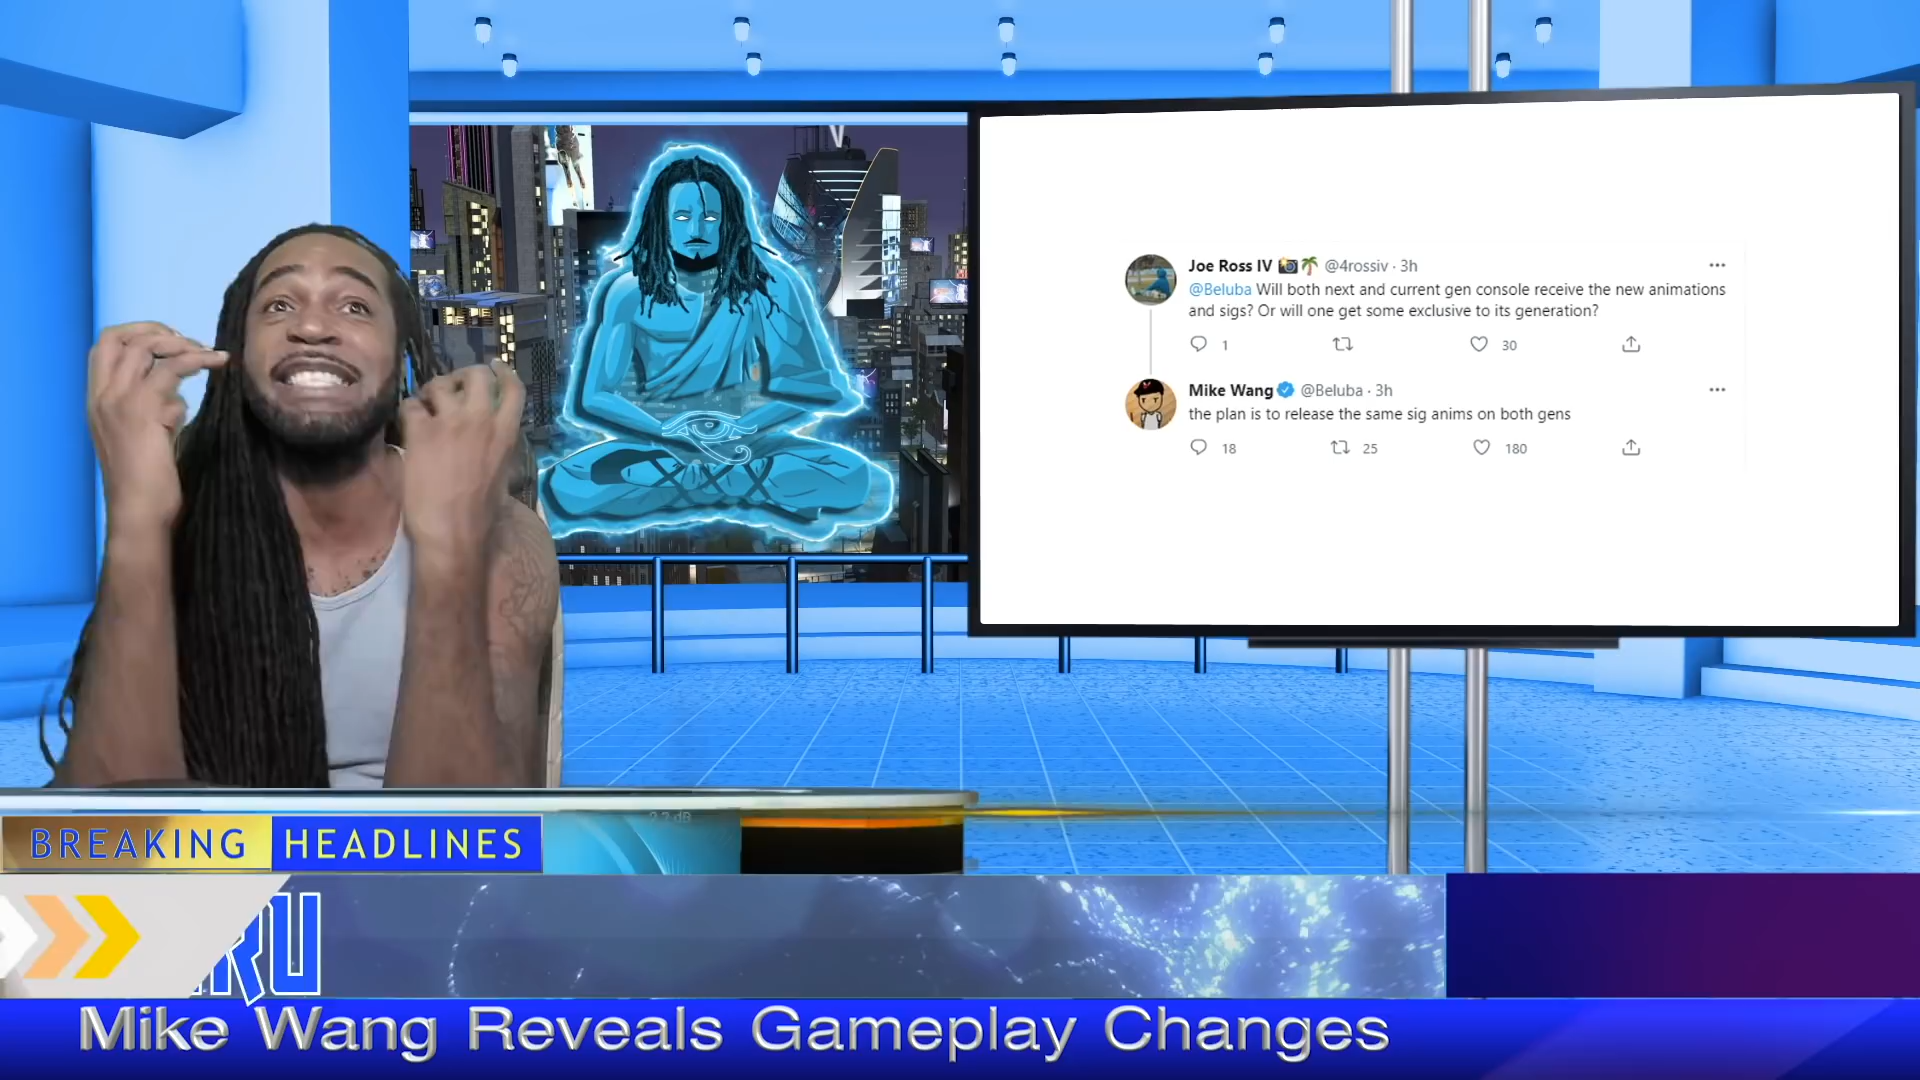 V
Joe Ross IV @4rossiv · 3h
@Beluba Will both next and current gen console receive the new animations
and sigs? Or will one get some exclusive to its generation?
1 30
Mike Wang @Beluba · 3h
the plan is to release the same sig anims on both gens
18 25 180
BREAKING HEADLINES
RU
Mike Wang Reveals Gameplay Changes